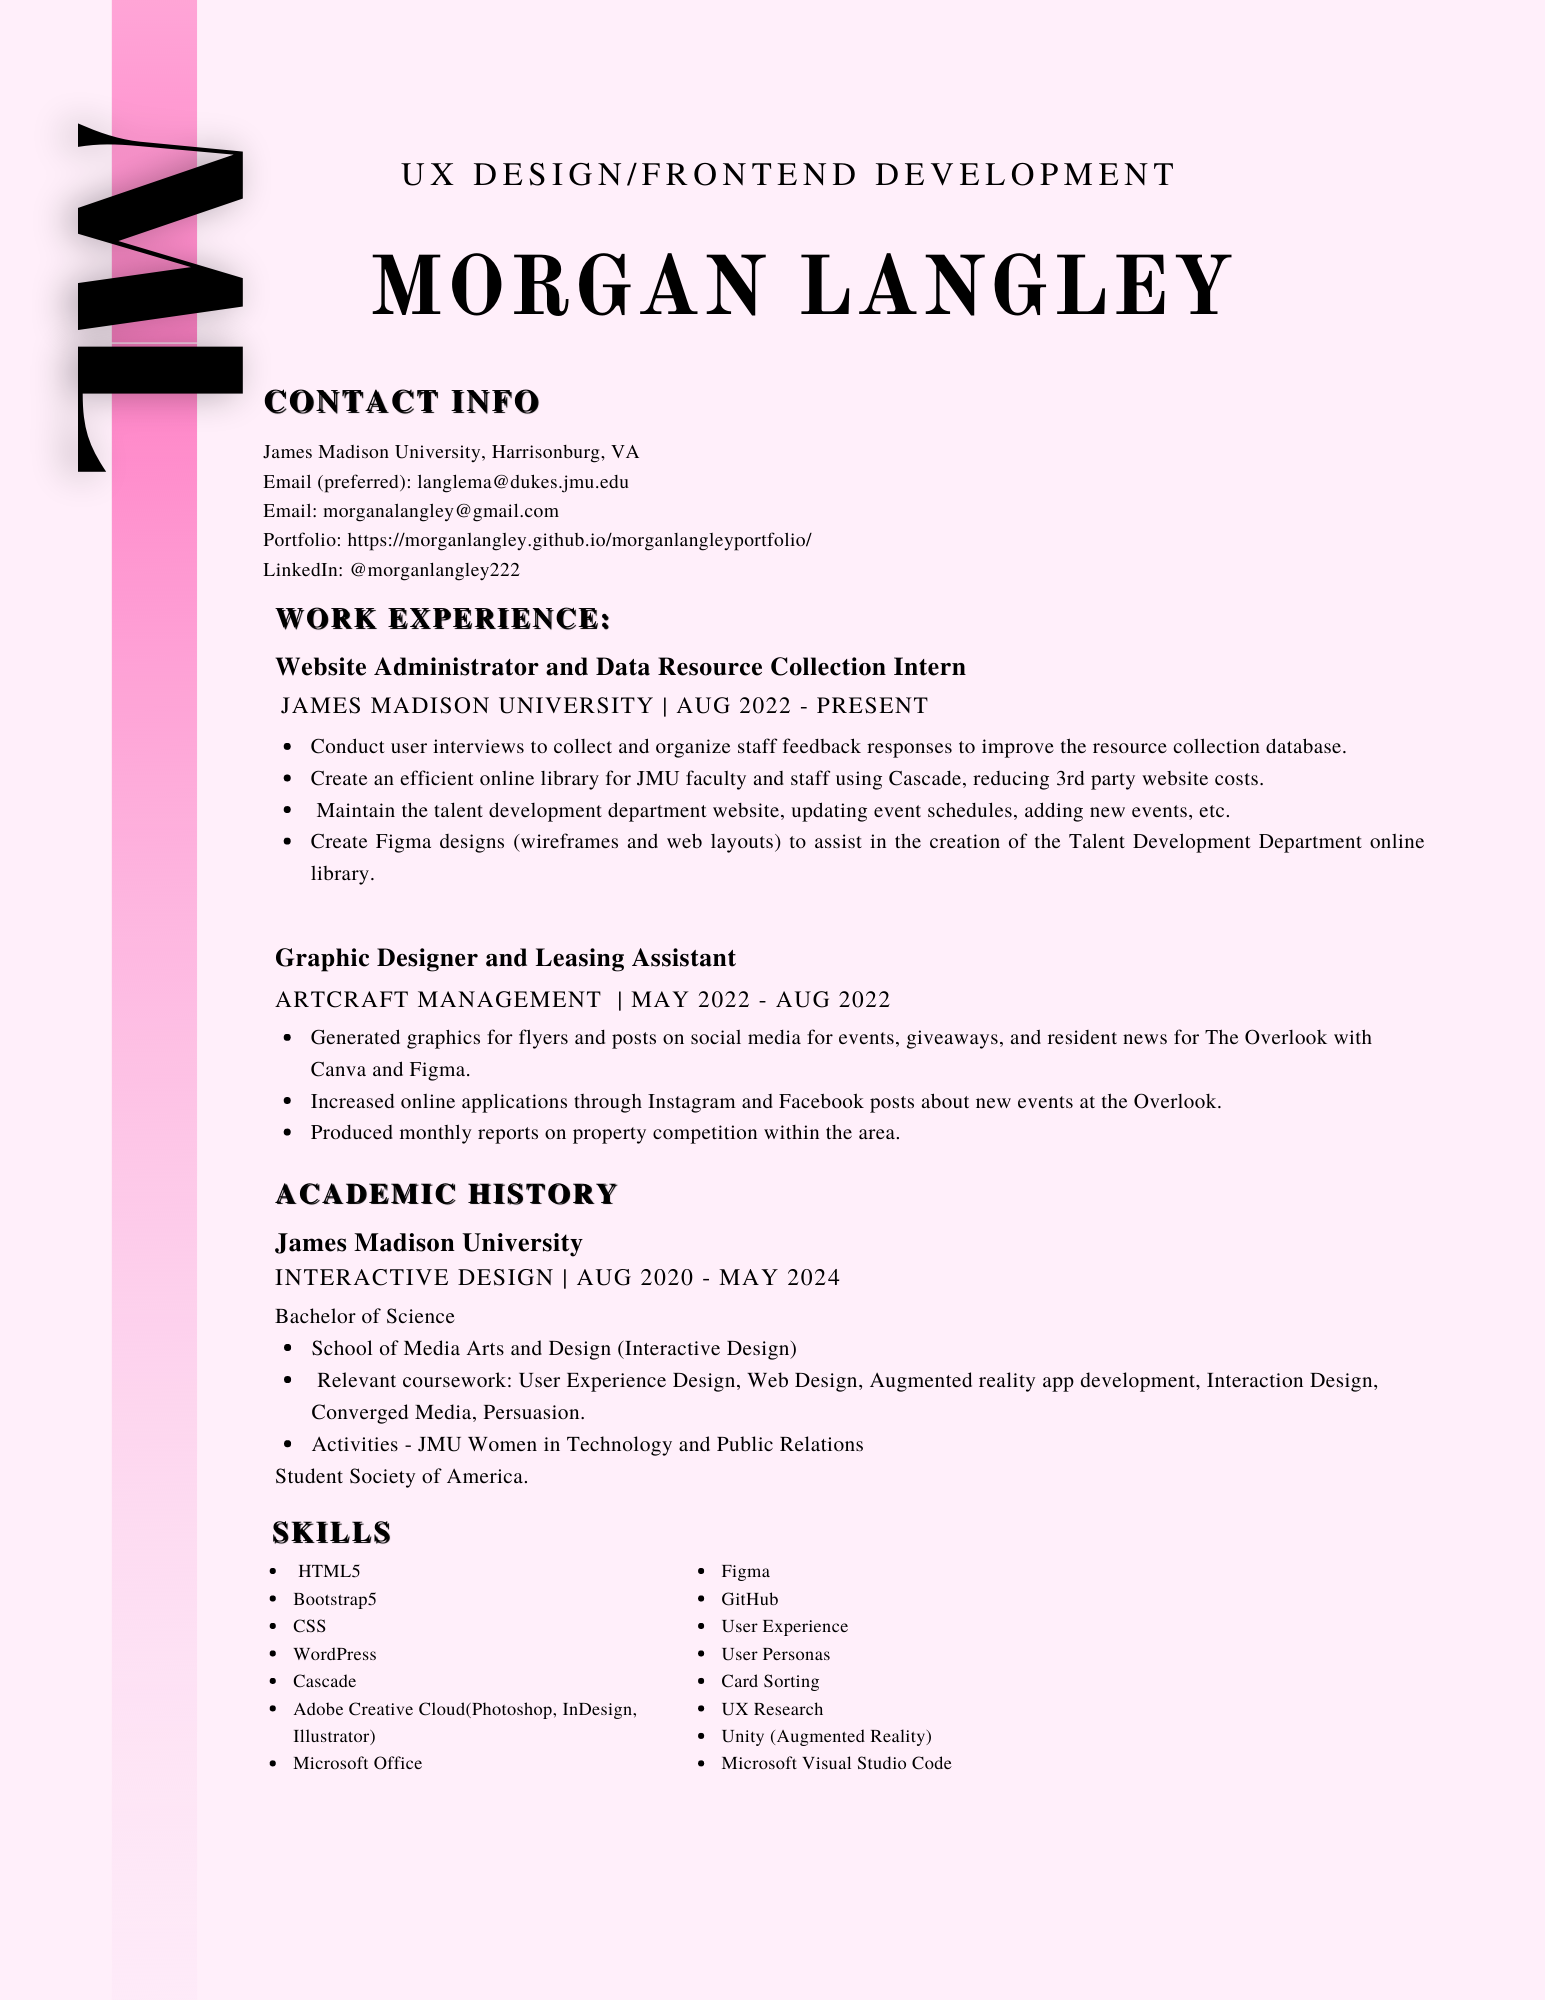 ML
UX DESIGN/FRONTEND DEVELOPMENT
MORGAN LANGLEY
CONTACT INFO
James Madison University, Harrisonburg, VA
Email (preferred): langlema@dukes.jmu.edu
Email: morganalangley@gmail.com
Portfolio: https://morganlangley.github.io/morganlangleyportfolio/
LinkedIn: @morganlangley222
WORK EXPERIENCE:
Website Administrator and Data Resource Collection Intern
JAMES MADISON UNIVERSITY | AUG 2022 - PRESENT
• Conduct user interviews to collect and organize staff feedback responses to improve the resource collection database.
• Create an efficient online library for JMU faculty and staff using Cascade, reducing 3rd party website costs.
• Maintain the talent development department website, updating event schedules, adding new events, etc.
• Create Figma designs (wireframes and web layouts) to assist in the creation of the Talent Development Department online
library.
Graphic Designer and Leasing Assistant
ARTCRAFT MANAGEMENT | MAY 2022 - AUG 2022
• Generated graphics for flyers and posts on social media for events, giveaways, and resident news for The Overlook with
Canva and Figma.
• Increased online applications through Instagram and Facebook posts about new events at the Overlook.
• Produced monthly reports on property competition within the area.
ACADEMIC HISTORY
James Madison University
INTERACTIVE DESIGN | AUG 2020 - MAY 2024
Bachelor of Science
• School of Media Arts and Design (Interactive Design)
• Relevant coursework: User Experience Design, Web Design, Augmented reality app development, Interaction Design,
Converged Media, Persuasion.
• Activities - JMU Women in Technology and Public Relations
Student Society of America.
SKILLS
• HTML5
• Bootstrap5
• CSS
• WordPress
• Cascade
• Adobe Creative Cloud(Photoshop, InDesign,
Illustrator)
• Microsoft Office
• Figma
• GitHub
• User Experience
• User Personas
• Card Sorting
• UX Research
• Unity (Augmented Reality)
• Microsoft Visual Studio Code